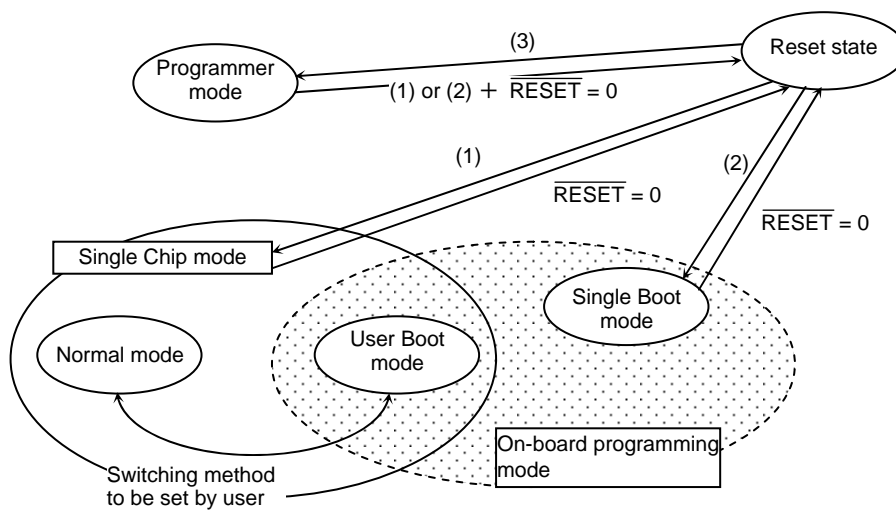 (3)
Reset state
Programmer
mode
(1) or (2) + RESET = 0
(1)
(2)
RESET = 0
RESET = 0
Single Chip mode
Single Boot
mode
Normal mode
User Boot
mode
On-board programming
mode
Switching method
to be set by user